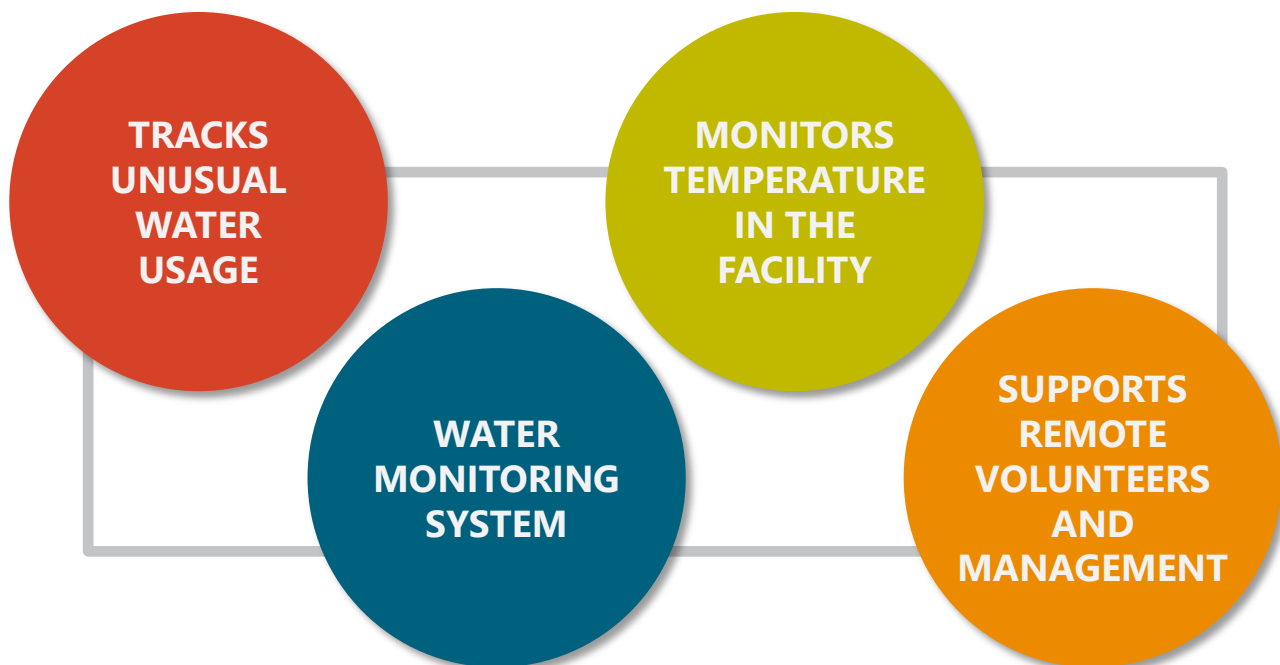 TRACKS
UNUSUAL
WATER
USAGE
WATER
MONITORING
SYSTEM
MONITORS
TEMPERATURE
IN THE
FACILITY
SUPPORTS
REMOTE
VOLUNTEERS
AND
MANAGEMENT